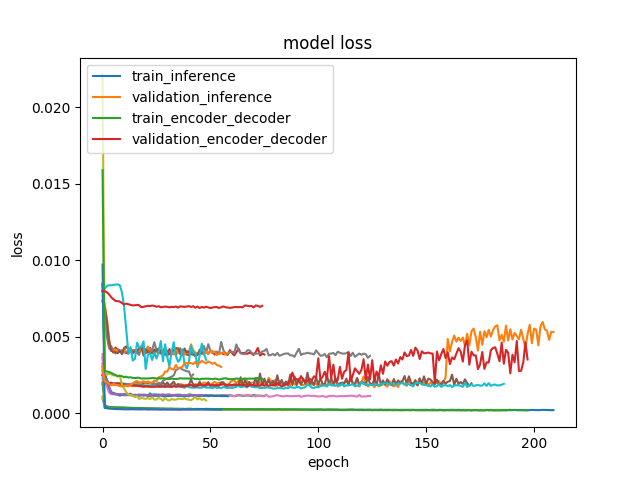 model loss
train_inference
validation_inference
train_encoder_decoder
validation_encoder_decoder
0.020
0.015
0.010
0.005
0.000
loss
0 50 100 150 200
epoch